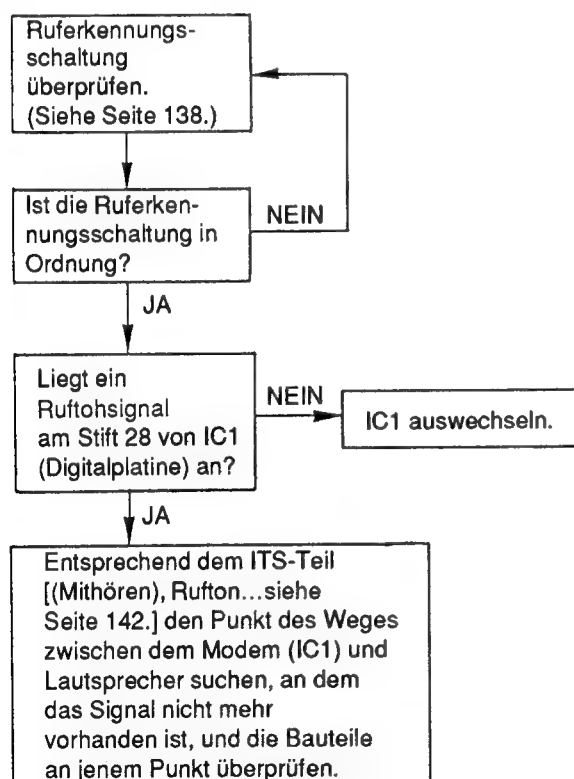 Ruferkennungs-
schaltung
überprüfen.
(Siehe Seite 138.)
Ist die Ruferken-
nungsschaltung in
Ordnung?
NEIN
JA
Liegt ein
Ruftohsignal
am Stift 28 von IC1
(Digitalplatine) an?
NEIN
IC1 auswechseln.
JA
Entsprechend dem ITS-Teil
[(Mithören), Rufton...siehe
Seite 142.] den Punkt des Weges
zwischen dem Modem (IC1) und
Lautsprecher suchen, an dem
das Signal nicht mehr
vorhanden ist, und die Bauteile
an jenem Punkt überprüfen.